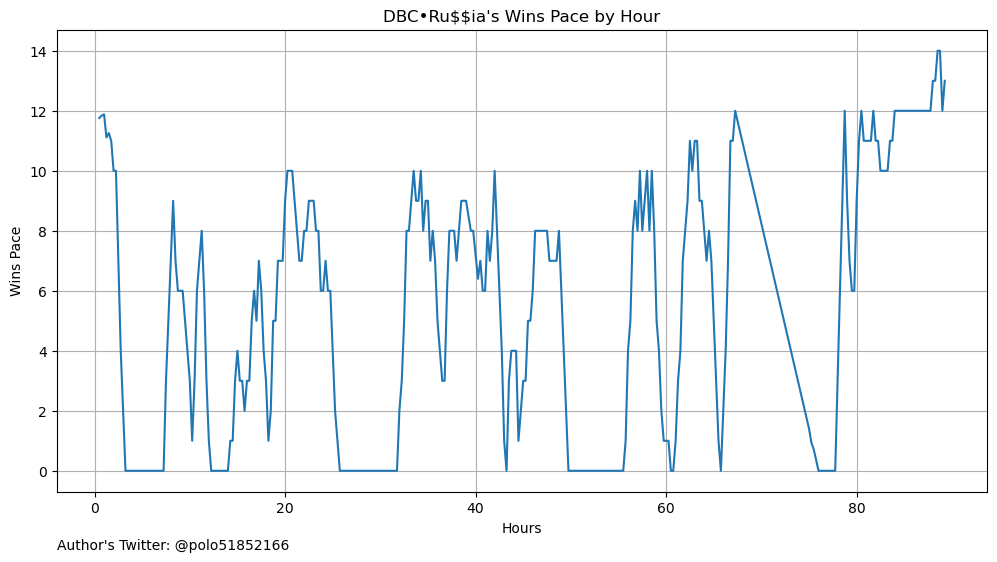 DBC•Ru$$ia's Wins Pace by Hour
14
12
10
8
6
4
2
0
Wins Pace
0 20 40 60 80
Hours
Author's Twitter: @polo51852166